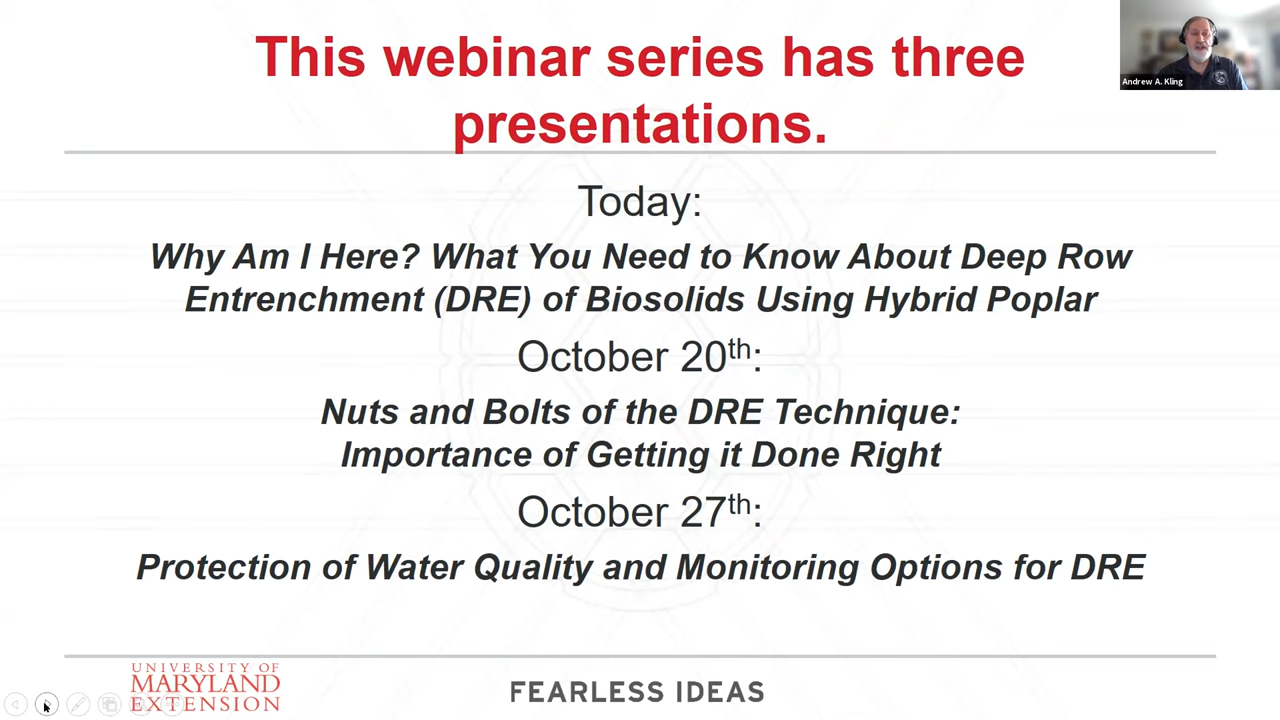 This webinar series has three
presentations.
Andrew A. Kling
Today:
Why Am I Here? What You Need to Know About Deep Row
Entrenchment (DRE) of Biosolids Using Hybrid Poplar
October 20th:
Nuts and Bolts of the DRE Technique:
Importance of Getting it Done Right
October 27th:
Protection of Water Quality and Monitoring Options for DRE
UNIVERSITY OF
MARYLAND
EXTENSION
FEARLESS IDEAS